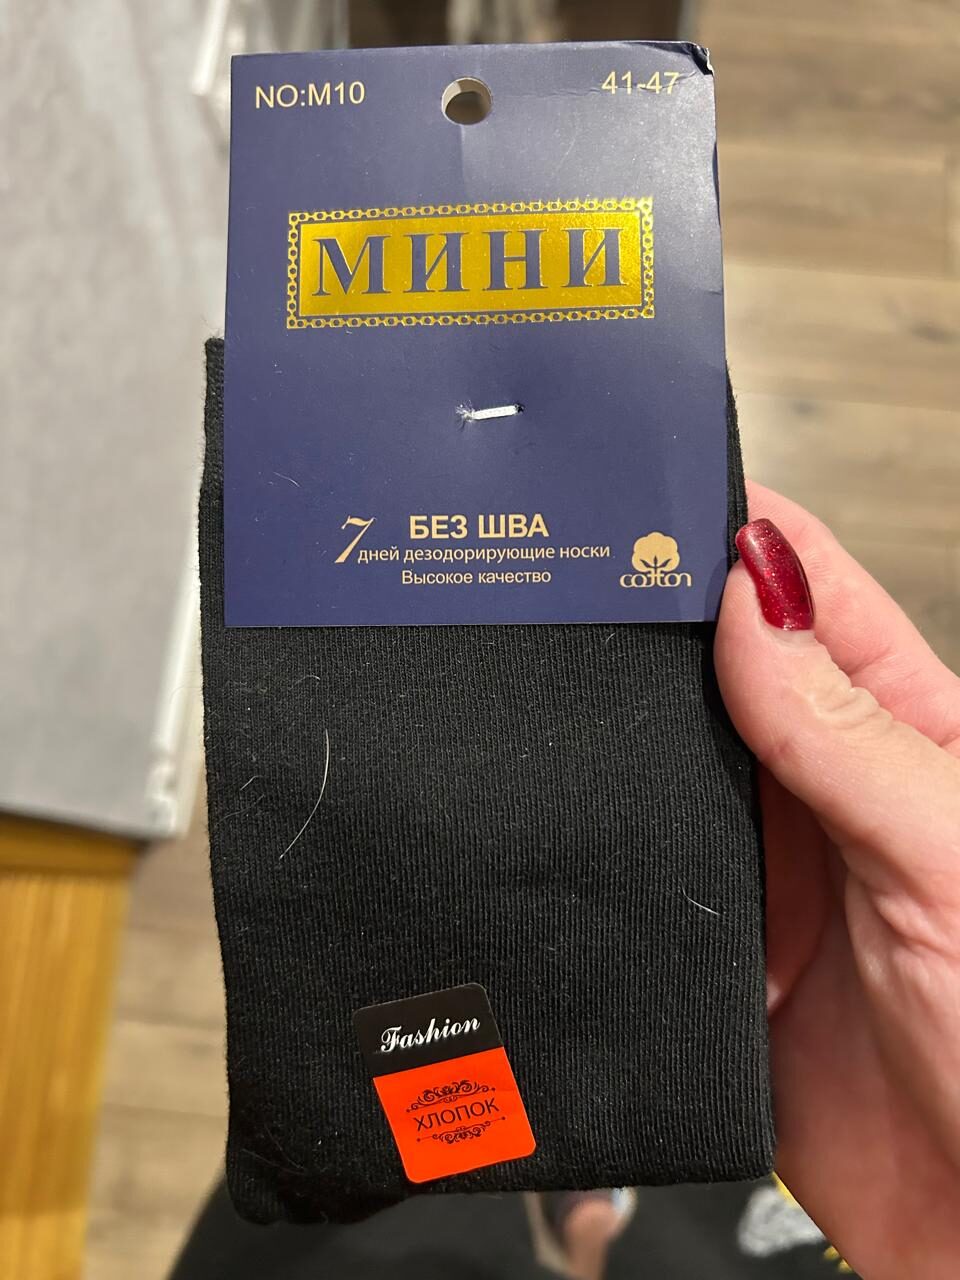 NO:M10
41-47
МИНИ
7
БЕЗ ШВА
дней дезодорирующие носки
Высокое качество
cotton
Fashion
ХЛОПОК